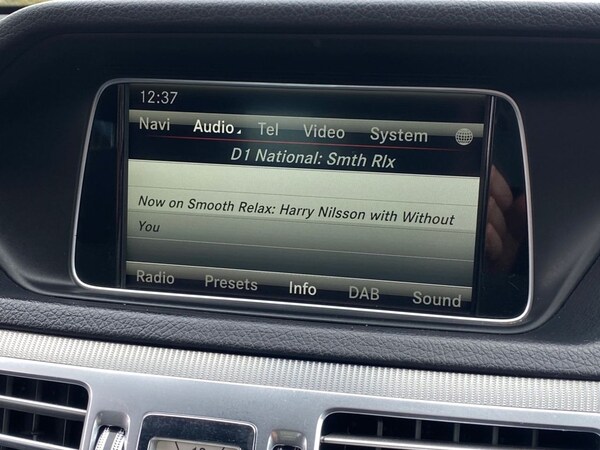 12:37
Navi Audio Tel Video System
D1 National: Smth Rlx
Now on Smooth Relax: Harry Nilsson with Without
You
Radio Presets Info DAB Sound